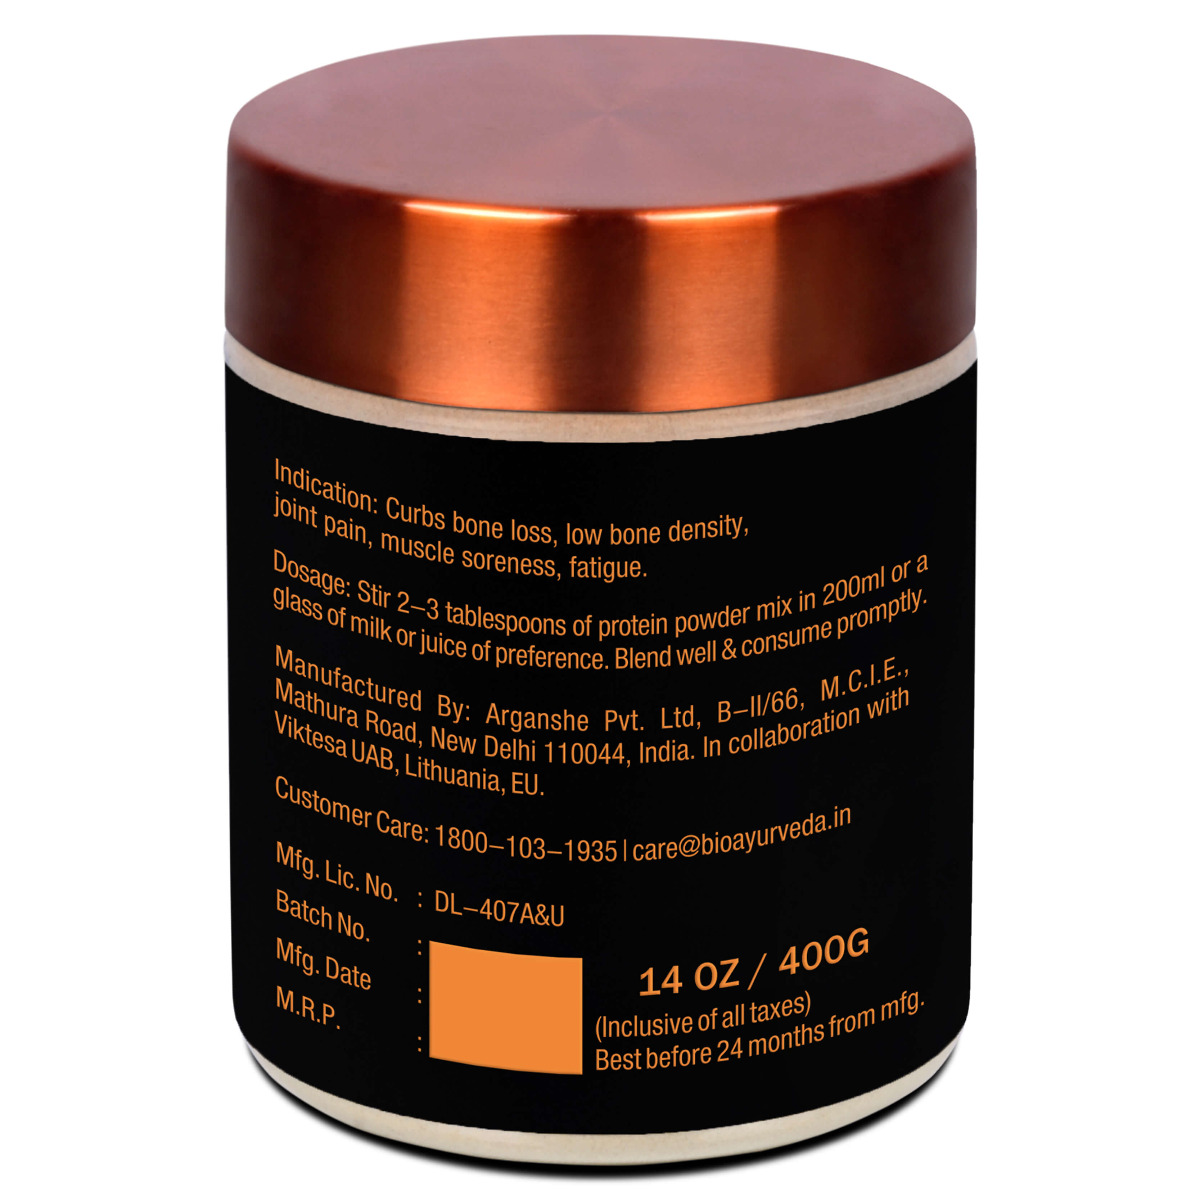 Indication: Curbs bone loss, low bone density,
joint pain, muscle soreness, fatigue.
Dosage: Stir 2–3 tablespoons of protein powder mix in 200ml or a
glass of milk or juice of preference. Blend well & consume promptly.
Manufactured By: Arganshe Pvt. Ltd, B–II/66, M.C.I.E.,
Mathura Road, New Delhi 110044, India. In collaboration with
Viktesa UAB, Lithuania, EU.
Customer Care: 1800–103–1935 | care@bioayurveda.in
Mfg. Lic. No. : DL–407A&U
Batch No. :
Mfg. Date :
M.R.P. :
14 OZ / 400G
(Inclusive of all taxes)
Best before 24 months from mfg.